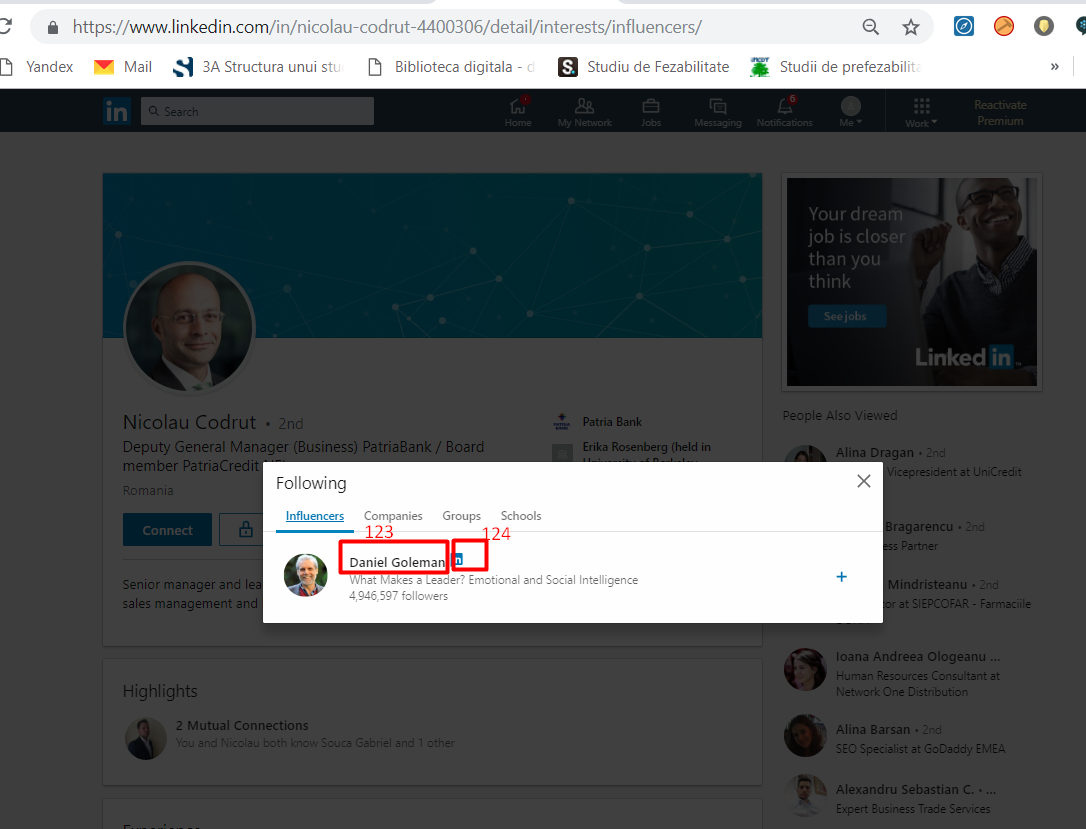 https://www.linkedin.com/in/nicolau-codrut-4400306/detail/interests/influencers/
Yandex
Mail
3A Structura unui stu
Biblioteca digitala - d
Studiu de Fezabilitate
Studii de prefezabilita
»
in
Search
Home
My Network
Jobs
Messaging
6
Notifications
Me
Work
Reactivate
Premium
Your dream
job is closer
than you
think
See jobs
Linked in
Nicolau Codrut • 2nd
Deputy General Manager (Business) PatriaBank / Board
member PatriaCredit
Romania
Connect
Patria Bank
Erika Rosenberg (held in
Senior manager and lea
sales management and
Following
Influencers
Companies
Groups
Schools
123
124
Daniel Goleman in
What Makes a Leader? Emotional and Social Intelligence
4,946,597 followers
+
Highlights
2 Mutual Connections
You and Nicolau both know Souca Gabriel and 1 other
People Also Viewed
Alina Dragan • 2nd
Vicepresident at UniCredit
Bragarencu • 2nd
ess Partner
Mindristeanu • 2nd
tor at SIEPCOFAR - Farmaciile
Ioana Andreea Ologeanu ...
Human Resources Consultant at
Network One Distribution
Alina Barsan • 2nd
SEO Specialist at GoDaddy EMEA
Alexandru Sebastian C. • ...
Expert Business Trade Services